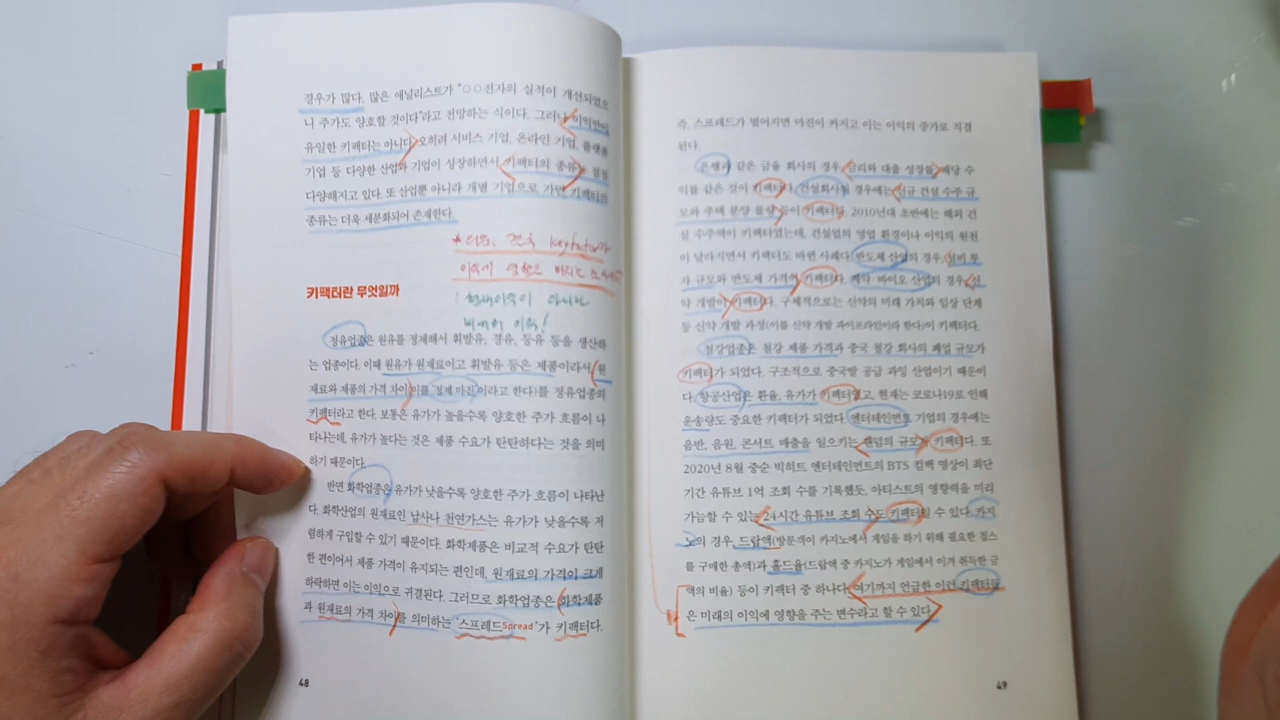 경우가 많다. 많은 애널리스트가 "○○전자의 실적이 개선되었으
니 주가도 양호할 것이다"라고 전망하는 식이다. 그러나 이익만이
유일한 키팩터는 아니다. 오히려 서비스 기업, 온라인 기업, 플랫폼
기업 등 다양한 산업과 기업이 성장하면서 키팩터의 종류는 훨씬
다양해지고 있다. 또 산업뿐 아니라 개별 기업으로 가면 키팩터의
종류는 더욱 세분화되어 존재한다.
* 결국 key factor가
이익에 영향을 미치는
: 현재이익이 아니라
미래의 이익!
키팩터란 무엇일까
정유업종은 원유를 정제해서 휘발유, 경유, 등유 등을 생산하
는 업종이다. 이때 원유가 원재료이고 휘발유 등은 제품이라서 (원
재료와 제품의 가격 차이(이를 정제 마진이라고 한다)를 정유업종의
키팩터라고 한다. 보통은 유가가 높을수록 양호한 주가 흐름이 나
타나는데, 유가가 높다는 것은 제품 수요가 탄탄하다는 것을 의미
하기 때문이다.
반면 화학업종은 유가가 낮을수록 양호한 주가 흐름이 나타난
다. 화학산업의 원재료인 납사나 천연가스는 유가가 낮을수록 저
렴하게 구입할 수 있기 때문이다. 화학제품은 비교적 수요가 탄탄
한 편이어서 제품 가격이 유지되는 편인데, 원재료의 가격이 크게
하락하면 이는 이익으로 귀결된다. 그러므로 화학업종은 화학제품
과 원재료의 가격 차이를 의미하는 '스프레드Spread'가 키팩터다.
48
즉, 스프레드가 벌어지면 마진이 커지고 이는 이익의 증가로 직결
된다.
은행과 같은 금융 회사의 경우 금리와 대출 성장률, 배당 수
익률 같은 것이 키팩터다. 건설회사의 경우에는 신규 건설 수주 규
모와 주택 분양 물량 등이 키팩터다. 2010년대 초반에는 해외 건
설 수주액이 키팩터였는데, 건설업의 영업 환경이나 이익의 원천
이 달라지면서 키팩터도 바뀐 사례다. 반도체 산업의 경우, 설비 투
자 규모와 반도체 가격이 키팩터다. 제약·바이오 산업의 경우 신
약 개발이 키팩터다. 구체적으로는 신약의 미래 가치와 임상 단계
등 신약 개발 과정(이를 신약 개발 파이프라인이라 한다)이 키팩터다.
철강업종은 철강 제품 가격과 중국 철강 회사의 폐업 규모가
키팩터가 되었다. 구조적으로 중국발 공급 과잉 산업이기 때문이
다. 항공산업은 환율, 유가가 키팩터였고, 현재는 코로나19로 인해
운송량도 중요한 키팩터가 되었다. 엔터테인먼트 기업의 경우에는
음반, 음원, 콘서트 매출을 일으키는 팬덤의 규모가 키팩터다. 또
2020년 8월 중순 빅히트 엔터테인먼트의 BTS 컴백 영상이 최단
기간 유튜브 1억 조회 수를 기록했듯, 아티스트의 영향력을 미리
가늠할 수 있는 24시간 유튜브 조회 수도 키팩터일 수 있다. 카지
노의 경우, 드랍액(방문객이 카지노에서 게임을 하기 위해 필요한 칩스
를 구매한 총액)과 홀드율(드랍액 중 카지노가 게임에서 이겨 취득한 금
액의 비율) 등이 키팩터 중 하나다. 여기까지 언급한 이런 키팩터들
은 미래의 이익에 영향을 주는 변수라고 할 수 있다.
49